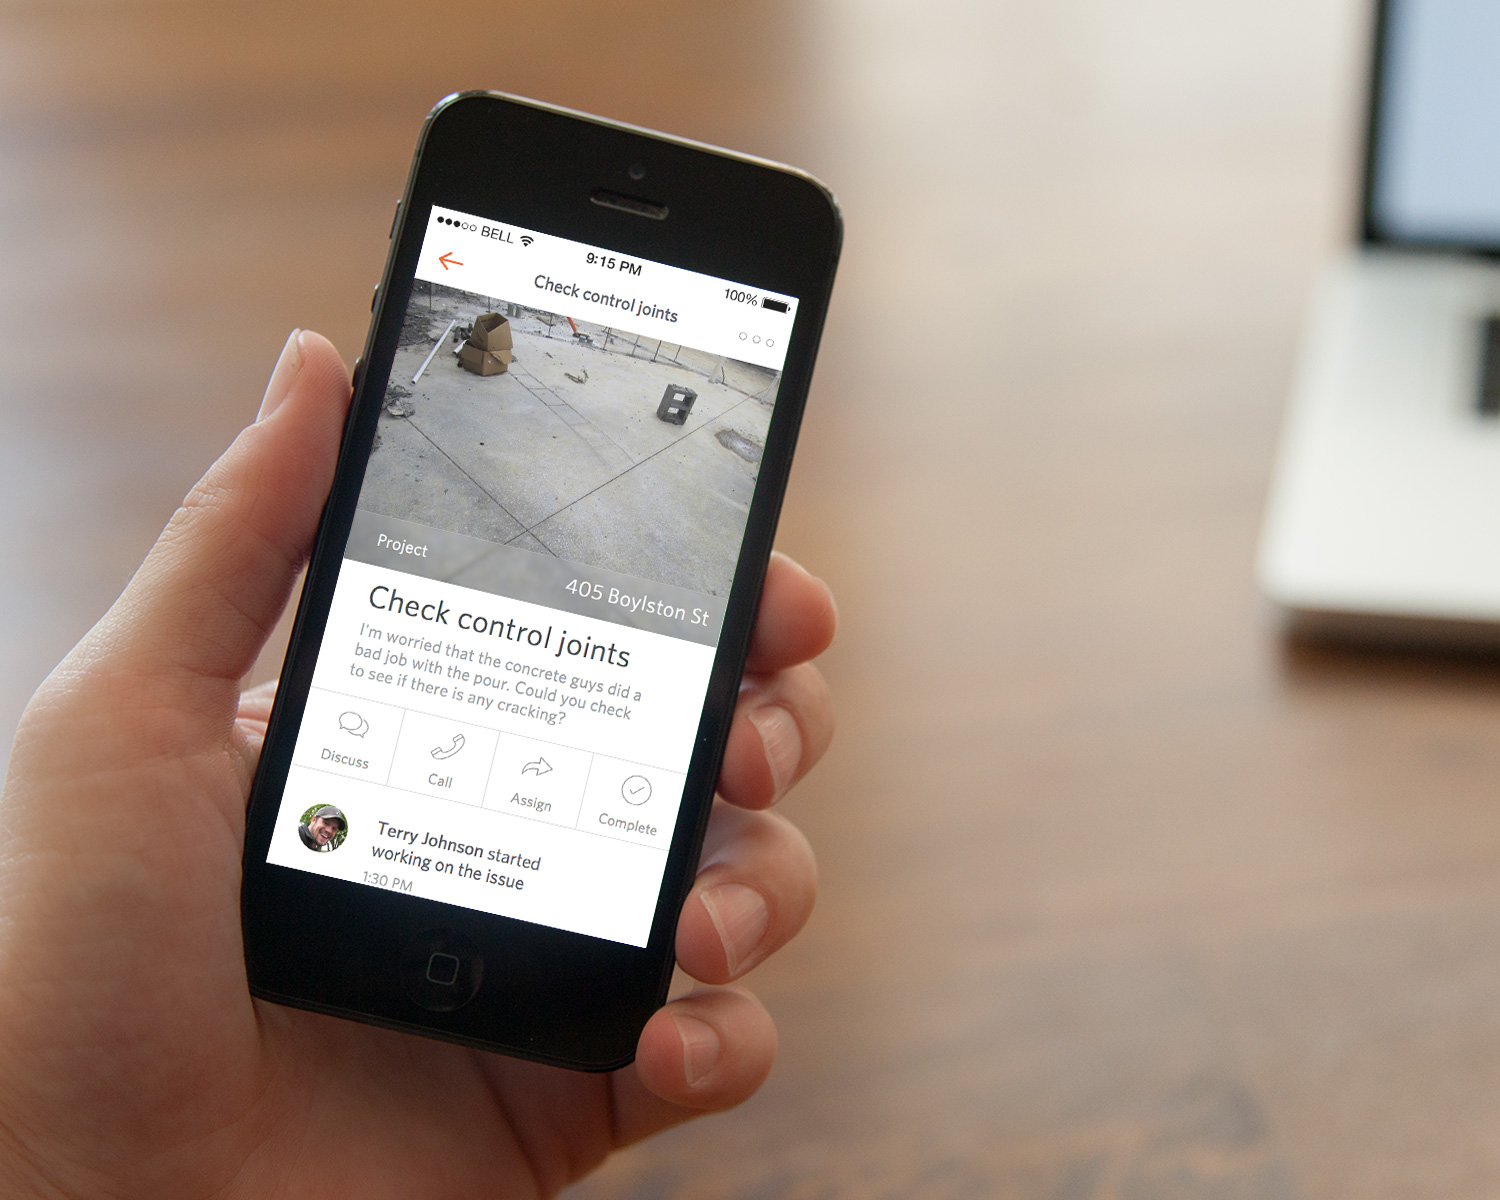 BELL
9:15 PM
100%
Check control joints
Project
405 Boylston St
Check control joints
I'm worried that the concrete guys did a
bad job with the pour. Could you check
to see if there is any cracking?
Discuss
Call
Assign
Complete
Terry Johnson started
working on the issue
1:30 PM